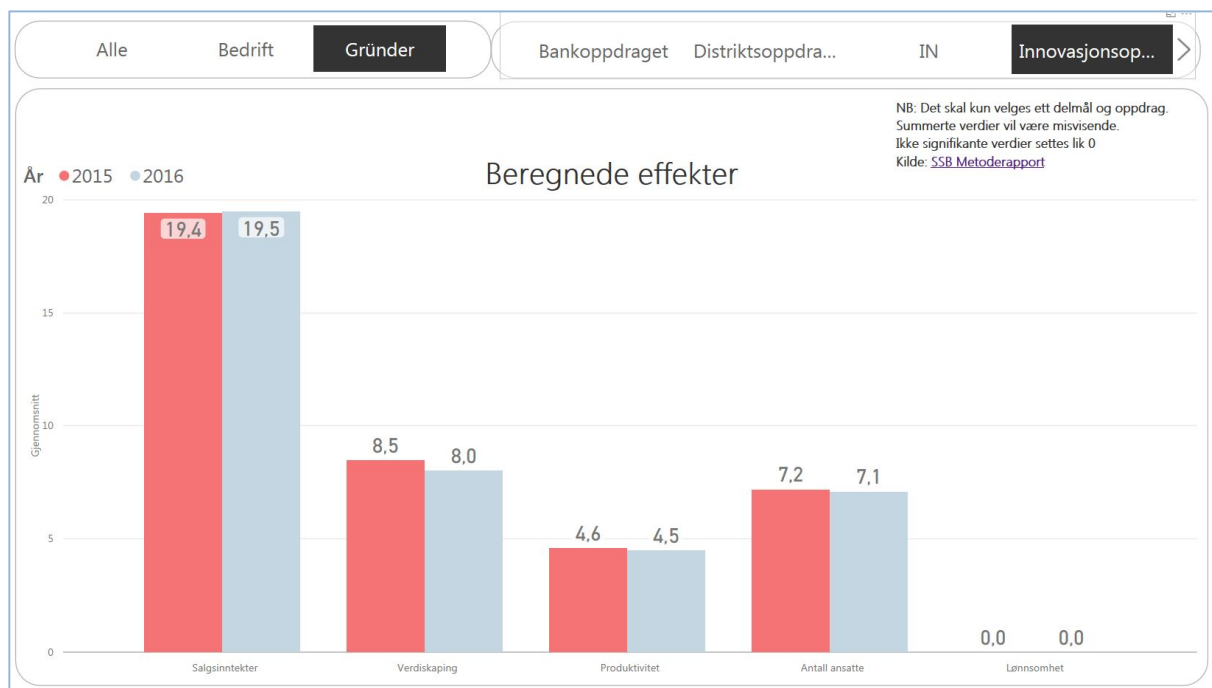 Alle Bedrift Gründer Bankoppdraget Distriktsoppdra... IN Innovasjonsop...
NB: Det skal kun velges ett delmål og oppdrag.
Summerte verdier vil være misvisende.
Ikke signifikante verdier settes lik 0
Kilde: SSB Metoderapport
År 2015 2016
Beregnede effekter
20
15
10
5
0
Gjennomsnitt
19,4 19,5
8,5 8,0
4,6 4,5
7,2 7,1
0,0 0,0
Salgsinntekter Verdiskaping Produktivitet Antall ansatte Lønnsomhet